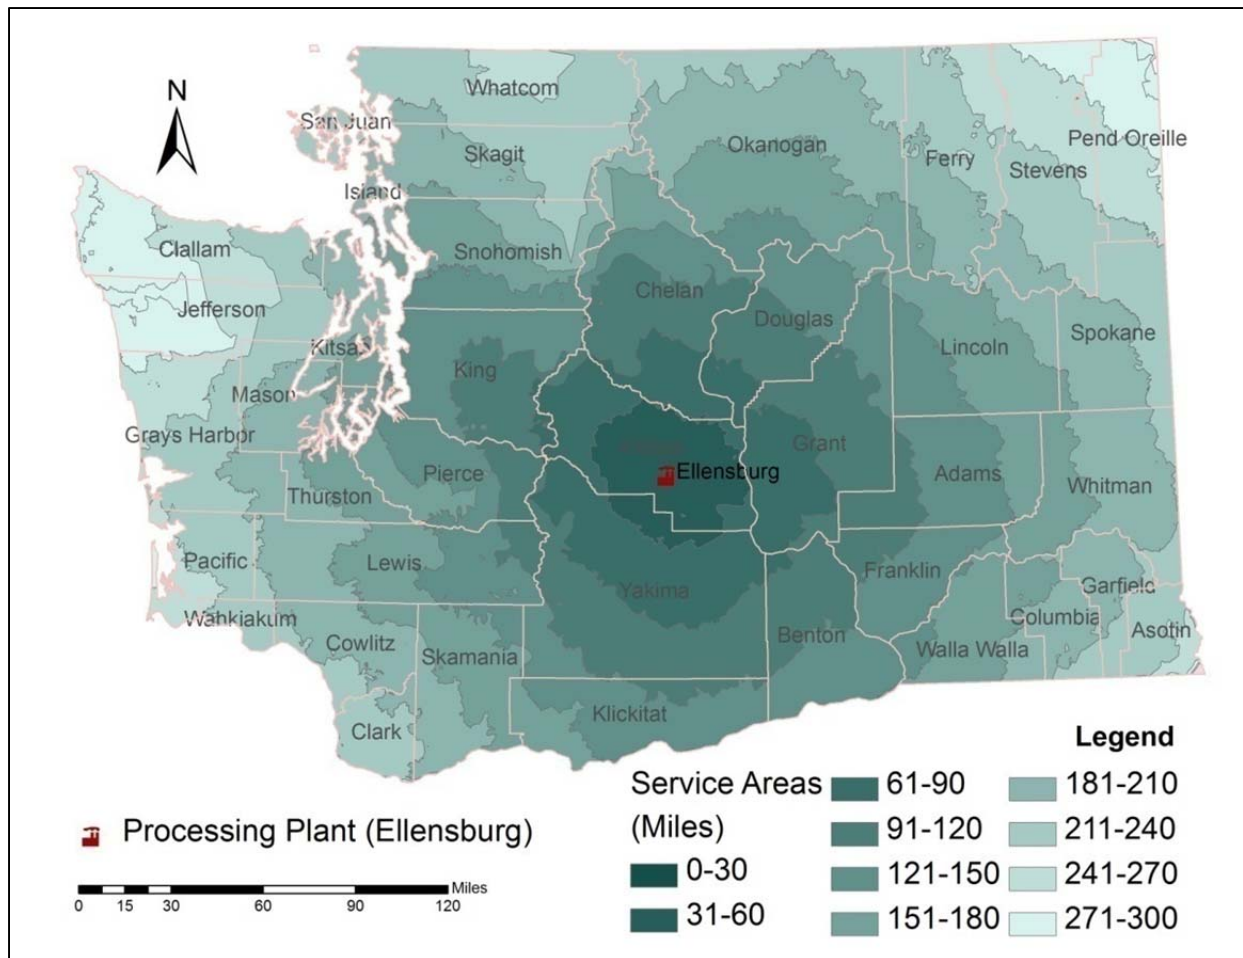 N
Whatcom
San Juan
Okanogan
Pend Oreille
Skagit
Ferry
Stevens
Island
Clallam
Snohomish
Chelan
Jefferson
Douglas
Spokane
Kitsap
Lincoln
King
Mason
Grays Harbor
Grant
Ellensburg
Pierce
Adams
Thurston
Whitman
Pacific
Lewis
Franklin
Yakima
Garfield
Wahkiakum
Columbia
Asotin
Cowlitz
Benton
Skamania
Walla Walla
Klickitat
Clark
Legend
Service Areas
(Miles)
0-30
31-60
61-90
91-120
121-150
151-180
181-210
211-240
241-270
271-300
Processing Plant (Ellensburg)
Miles
0 15 30 60 90 120